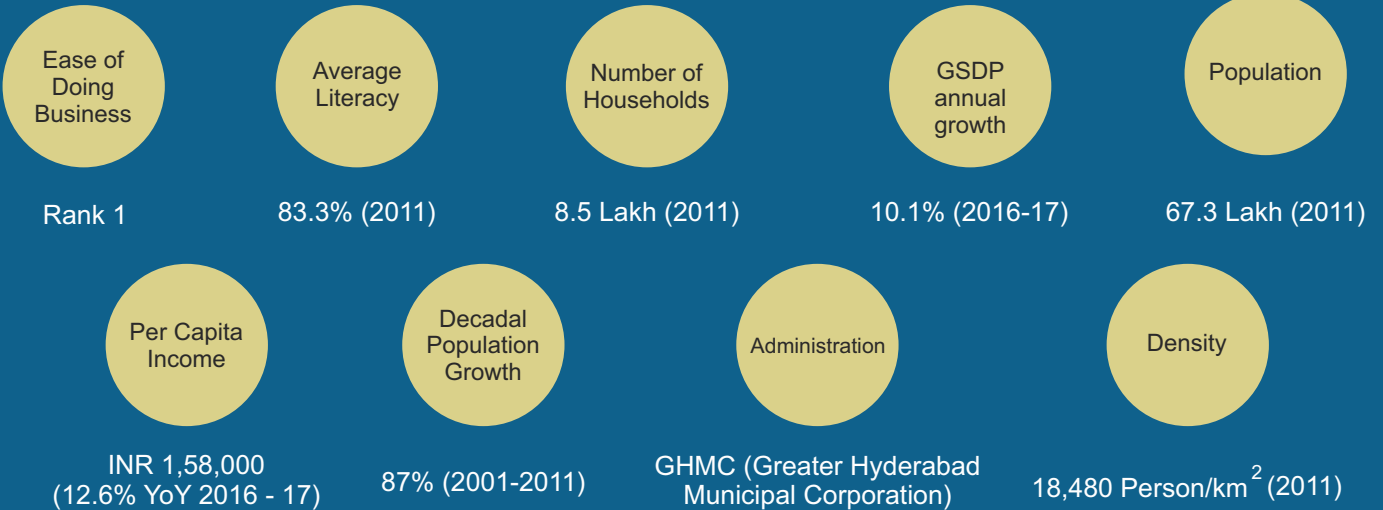 Ease of
Doing
Business
Rank 1
Average
Literacy
83.3% (2011)
Number of
Households
8.5 Lakh (2011)
GSDP
annual
growth
10.1% (2016-17)
Population
67.3 Lakh (2011)
Per Capita
Income
INR 1,58,000
(12.6% YoY 2016 - 17)
Decadal
Population
Growth
87% (2001-2011)
Administration
GHMC (Greater Hyderabad
Municipal Corporation)
Density
18,480 Person/km² (2011)